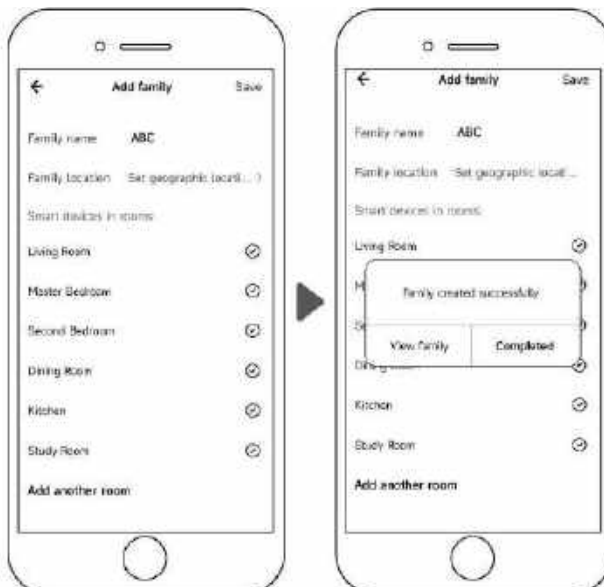 Add family Save
Family name ABC
Family location Set geographic locati... >
Smart devices in rooms
Living Room
Master Bedroom
Second Bedroom
Dining Room
Kitchen
Study Room
Add another room
Add family Save
Family name ABC
Family location Set geographic locati...
Smart devices in rooms
Living Room
Family created successfully
View family Completed
Kitchen
Study Room
Add another room